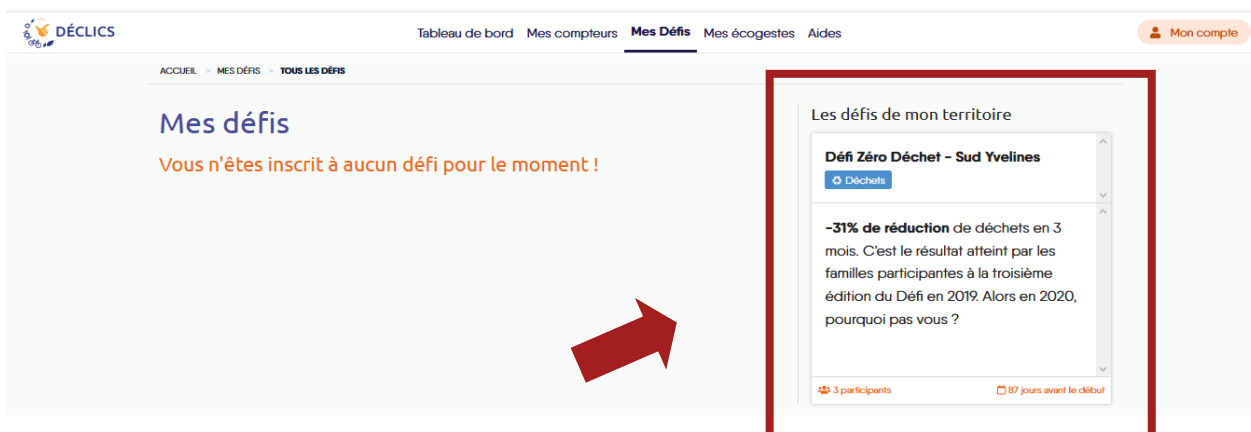 DÉCLICS
Tableau de bord Mes compteurs Mes Défis Mes écogestes Aides
Mon compte
ACCUEIL > MES DÉFIS > TOUS LES DÉFIS
Mes défis
Vous n'êtes inscrit à aucun défi pour le moment !
Les défis de mon territoire
Défi Zéro Déchet - Sud Yvelines
Déchets
-31% de réduction de déchets en 3
mois. C'est le résultat atteint par les
familles participantes à la troisième
édition du Défi en 2019. Alors en 2020,
pourquoi pas vous ?
3 participants
87 jours avant le début